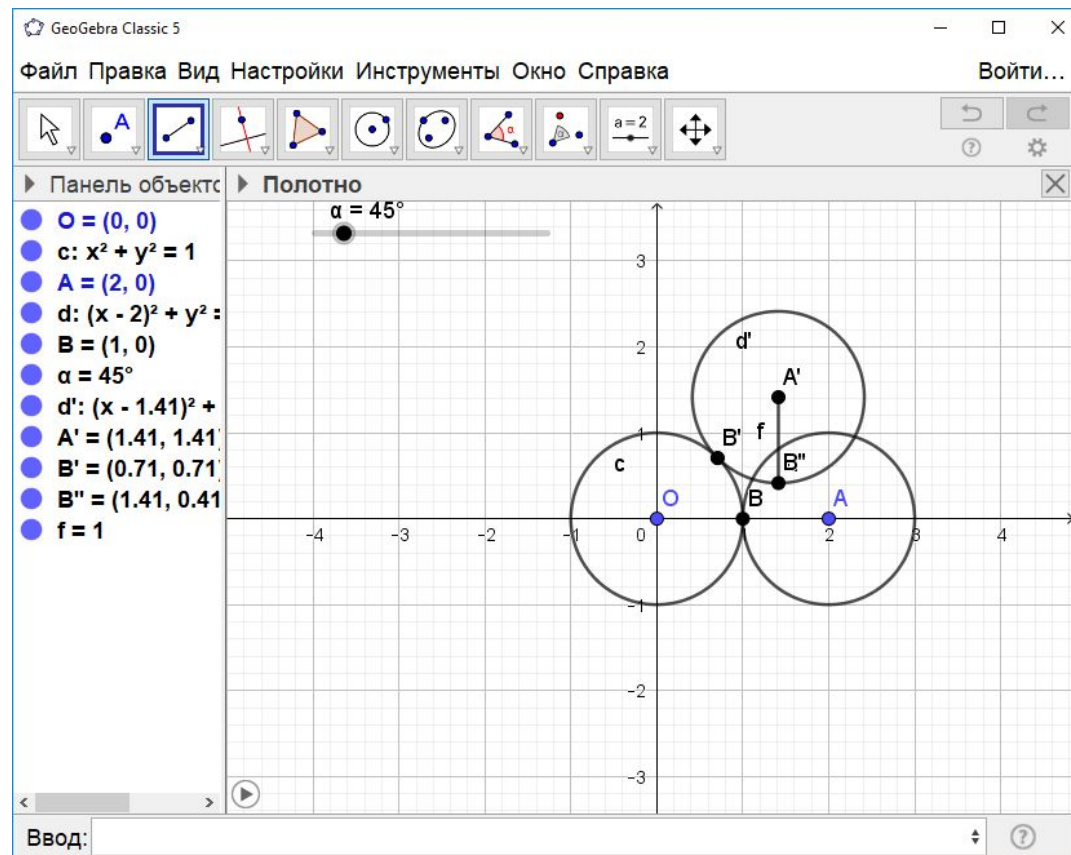 GeoGebra Classic 5
Файл Правка Вид Настройки Инструменты Окно Справка Войти...
A α α a = 2
Панель объектс Полотно
O = (0, 0)
c: x² + y² = 1
A = (2, 0)
d: (x - 2)² + y² =
B = (1, 0)
α = 45°
d': (x - 1.41)² +
A' = (1.41, 1.41)
B' = (0.71, 0.71)
B'' = (1.41, 0.41
f = 1
α = 45°
3
2
d'
A'
1
B'
f
c
B''
O
B
A
-4 -3 -2 -1 0 2 3 4
-1
-2
-3
Ввод: